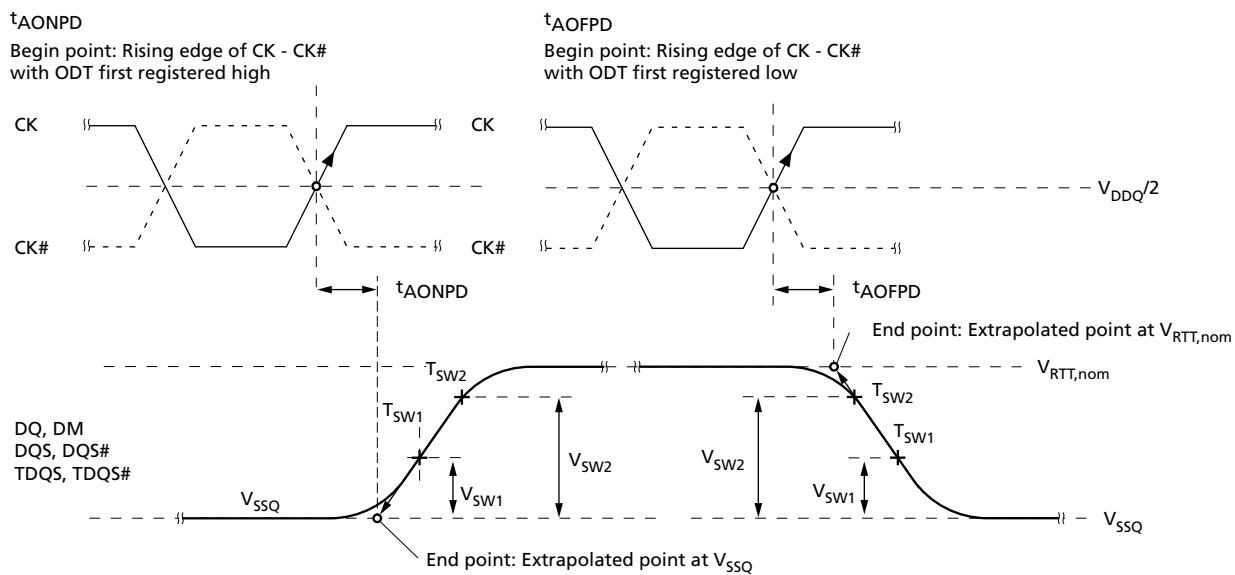 tAONPD
Begin point: Rising edge of CK - CK#
with ODT first registered high
tAOFPD
Begin point: Rising edge of CK - CK#
with ODT first registered low
CK
CK
VDDQ/2
CK#
CK#
tAONPD
tAOFPD
End point: Extrapolated point at VRTT,nom
TSW2
VRTT,nom
TSW2
TSW1
TSW1
DQ, DM
DQS, DQS#
TDQS, TDQS#
VSW2
VSW2
VSW1
VSW1
VSSQ
VSSQ
End point: Extrapolated point at VSSQ